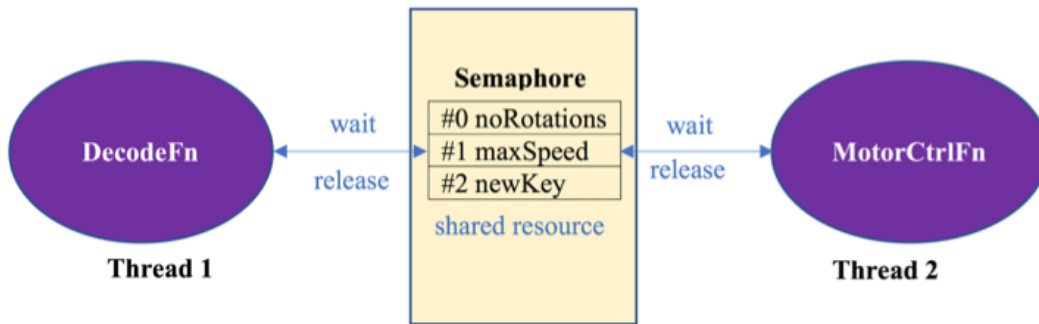 Semaphore
#0 noRotations
#1 maxSpeed
#2 newKey
shared resource
DecodeFn
Thread 1
wait
release
wait
release
MotorCtrlFn
Thread 2